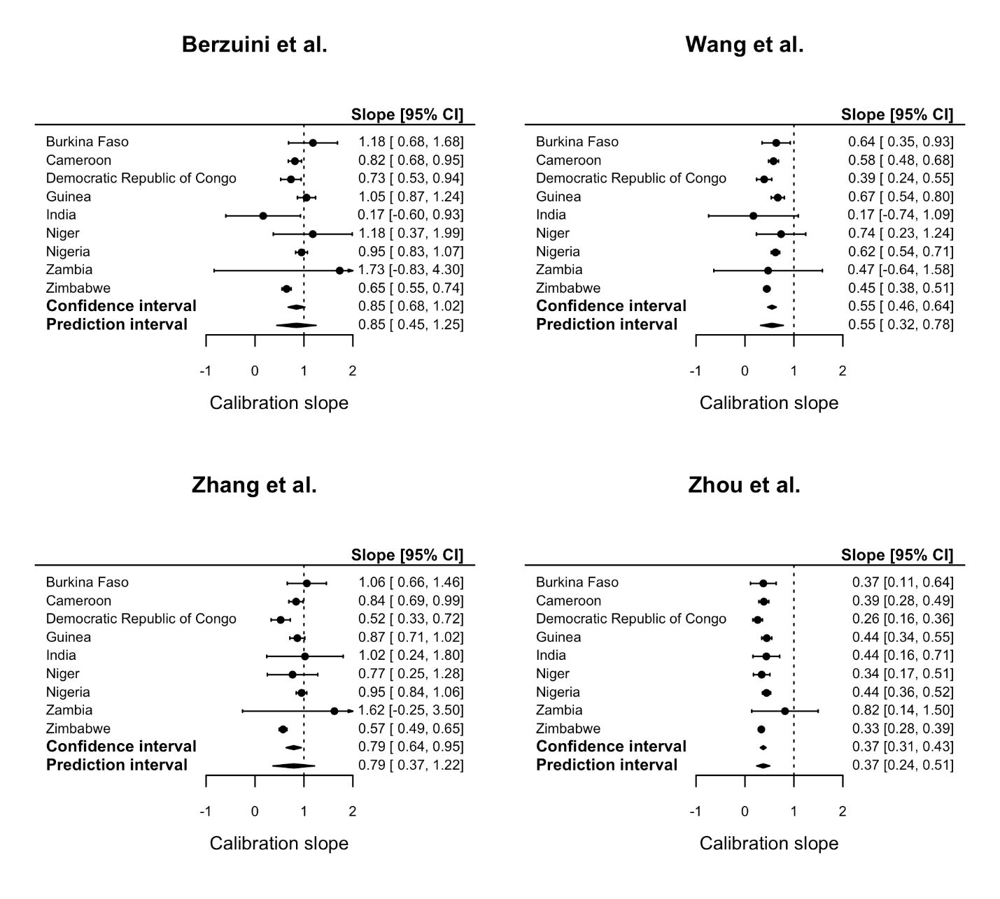 Berzuini et al.
Slope [95% CI]
Burkina Faso 1.18 [ 0.68, 1.68]
Cameroon 0.82 [ 0.68, 0.95]
Democratic Republic of Congo 0.73 [ 0.53, 0.94]
Guinea 1.05 [ 0.87, 1.24]
India 0.17 [-0.60, 0.93]
Niger 1.18 [ 0.37, 1.99]
Nigeria 0.95 [ 0.83, 1.07]
Zambia 1.73 [-0.83, 4.30]
Zimbabwe 0.65 [ 0.55, 0.74]
Confidence interval 0.85 [ 0.68, 1.02]
Prediction interval 0.85 [ 0.45, 1.25]
-1 0 1 2
Calibration slope
Wang et al.
Slope [95% CI]
Burkina Faso 0.64 [ 0.35, 0.93]
Cameroon 0.58 [ 0.48, 0.68]
Democratic Republic of Congo 0.39 [ 0.24, 0.55]
Guinea 0.67 [ 0.54, 0.80]
India 0.17 [-0.74, 1.09]
Niger 0.74 [ 0.23, 1.24]
Nigeria 0.62 [ 0.54, 0.71]
Zambia 0.47 [-0.64, 1.58]
Zimbabwe 0.45 [ 0.38, 0.51]
Confidence interval 0.55 [ 0.46, 0.64]
Prediction interval 0.55 [ 0.32, 0.78]
-1 0 1 2
Calibration slope
Zhang et al.
Slope [95% CI]
Burkina Faso 1.06 [ 0.66, 1.46]
Cameroon 0.84 [ 0.69, 0.99]
Democratic Republic of Congo 0.52 [ 0.33, 0.72]
Guinea 0.87 [ 0.71, 1.02]
India 1.02 [ 0.24, 1.80]
Niger 0.77 [ 0.25, 1.28]
Nigeria 0.95 [ 0.84, 1.06]
Zambia 1.62 [-0.25, 3.50]
Zimbabwe 0.57 [ 0.49, 0.65]
Confidence interval 0.79 [ 0.64, 0.95]
Prediction interval 0.79 [ 0.37, 1.22]
-1 0 1 2
Calibration slope
Zhou et al.
Slope [95% CI]
Burkina Faso 0.37 [0.11, 0.64]
Cameroon 0.39 [0.28, 0.49]
Democratic Republic of Congo 0.26 [0.16, 0.36]
Guinea 0.44 [0.34, 0.55]
India 0.44 [0.16, 0.71]
Niger 0.34 [0.17, 0.51]
Nigeria 0.44 [0.36, 0.52]
Zambia 0.82 [0.14, 1.50]
Zimbabwe 0.33 [0.28, 0.39]
Confidence interval 0.37 [0.31, 0.43]
Prediction interval 0.37 [0.24, 0.51]
-1 0 1 2
Calibration slope